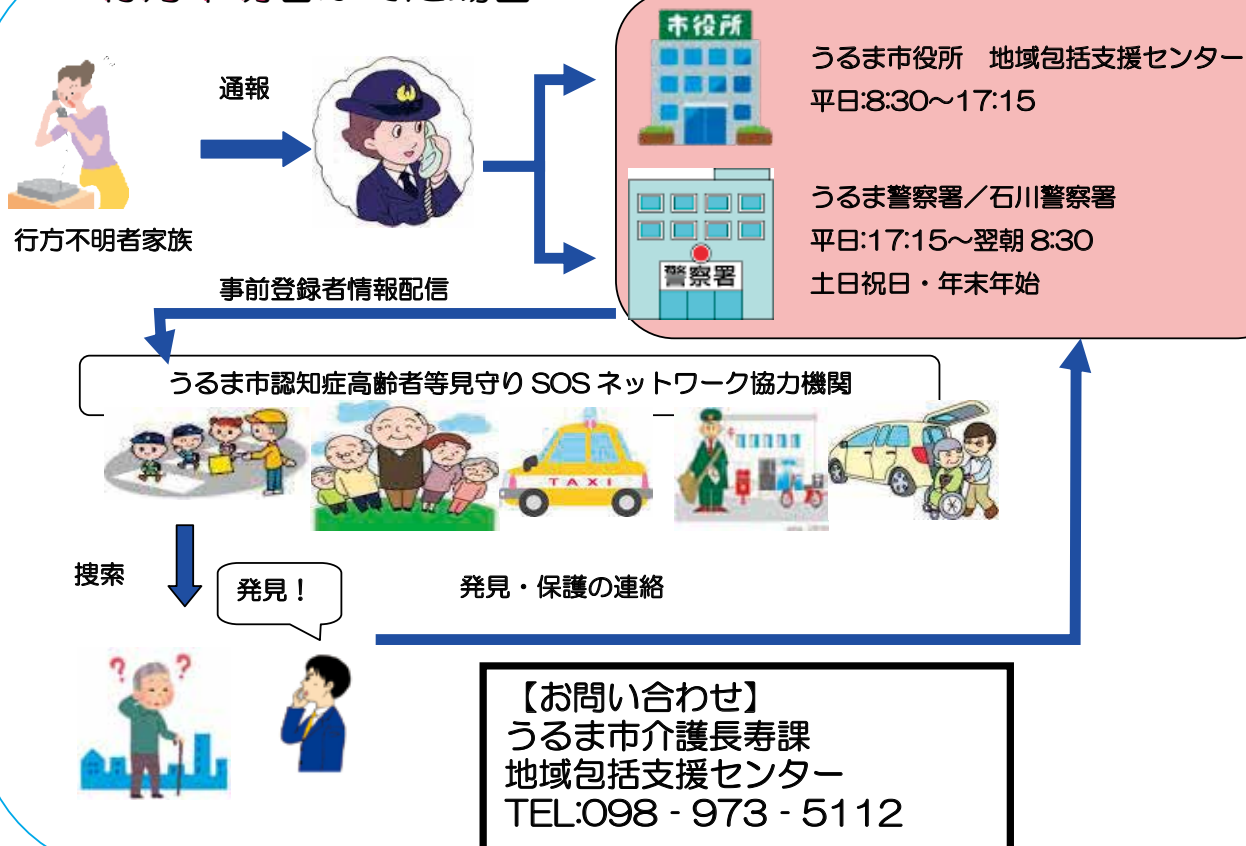 市役所
うるま市役所　地域包括支援センター
平日:8:30～17:15
通報
うるま警察署／石川警察署
平日:17:15～翌朝 8:30
土日祝日・年末年始
警察署
行方不明者家族
事前登録者情報配信
うるま市認知症高齢者等見守り SOS ネットワーク協力機関
TAXI
捜索
発見！
発見・保護の連絡
？ ？
【お問い合わせ】
うるま市介護長寿課
地域包括支援センター
TEL:098 - 973 - 5112